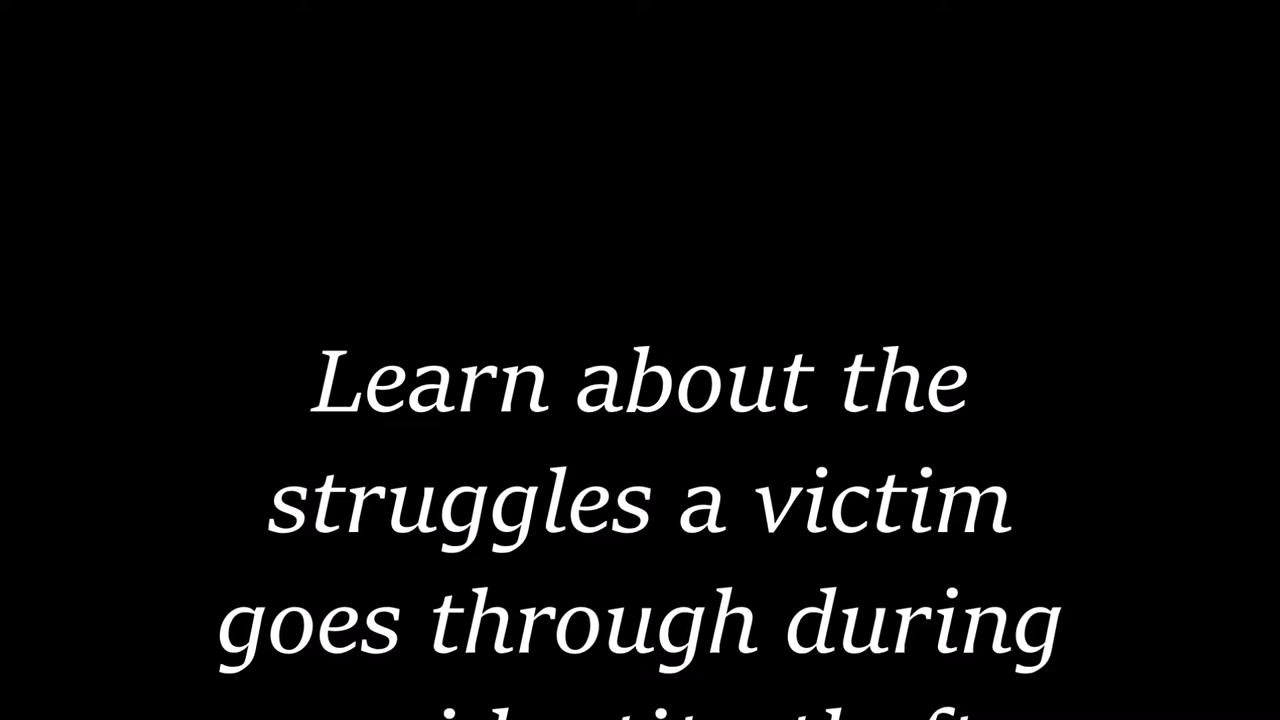 Learn about the
struggles a victim
goes through during